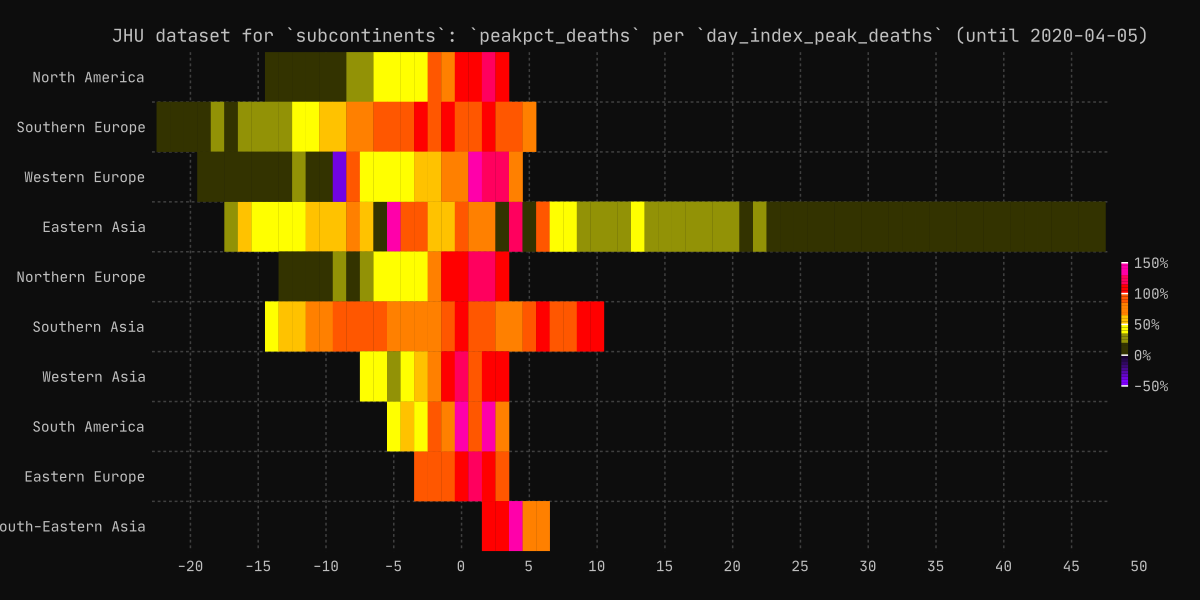 JHU dataset for `subcontinents`: `peakpct_deaths` per `day_index_peak_deaths` (until 2020-04-05)
North America
Southern Europe
Western Europe
Eastern Asia
Northern Europe
Southern Asia
Western Asia
South America
Eastern Europe
outh-Eastern Asia
150%
100%
50%
0%
−50%
−20 −15 −10 −5 0 5 10 15 20 25 30 35 40 45 50